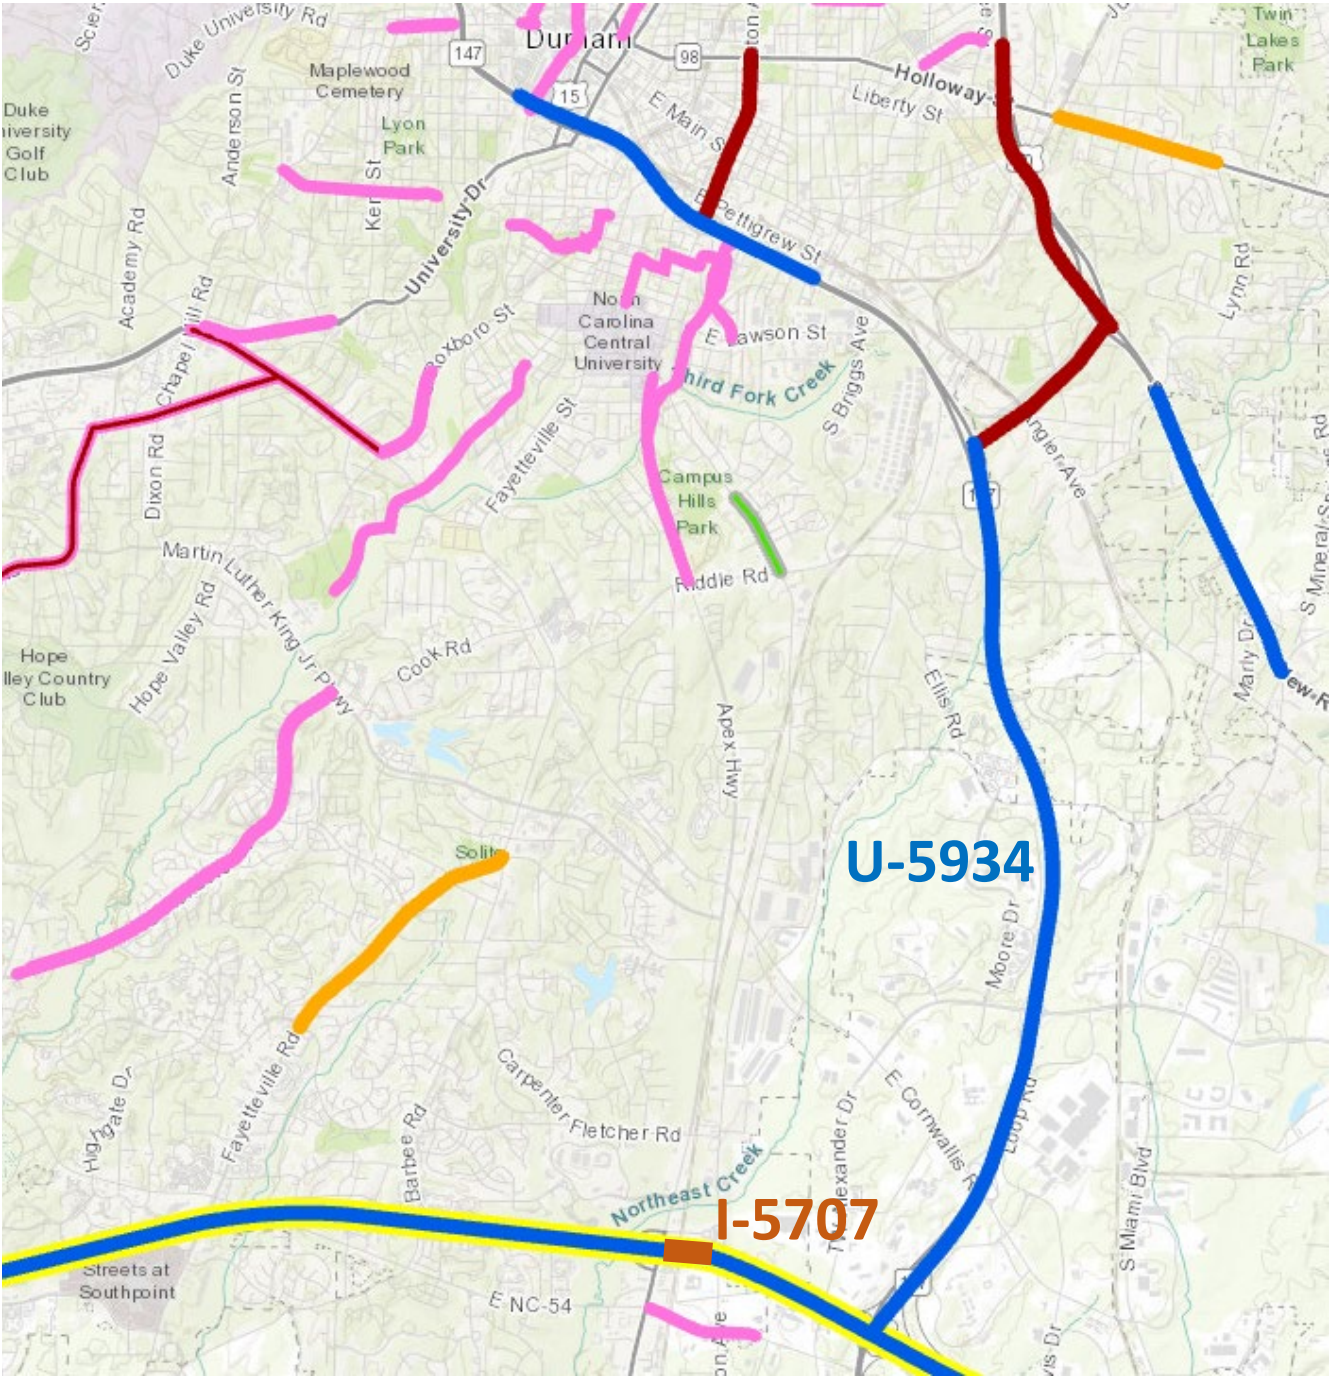 Duke University Rd
Twin
Lakes
Park
147
Durham
98
Maplewood
Cemetery
15
Holloway
Liberty St
E Main St
Duke
Golf
Club
Anderson St
Lyon
Park
University Dr
E Pettigrew St
Academy Rd
Lynn Rd
North
Carolina
Central
University
E Lawson St
Roxboro St
Third Fork Creek
S Briggs Ave
Dixon Rd
Fayetteville St
Campus
Hills
Park
Riddle Rd
Martin Luther King Jr Pkwy
Hope Valley Rd
Cook Rd
Hope
Club
Marly Dr
Ellis Rd
Apex Hwy
U-5934
Moore Dr
Fayetteville Rd
Highgate Dr
Barbee Rd
Carpenter Fletcher Rd
E Cornwallis R
Loop Rd
S Miami Blvd
Northeast Creek
I-5707
Streets at
Southpoint
E NC-54